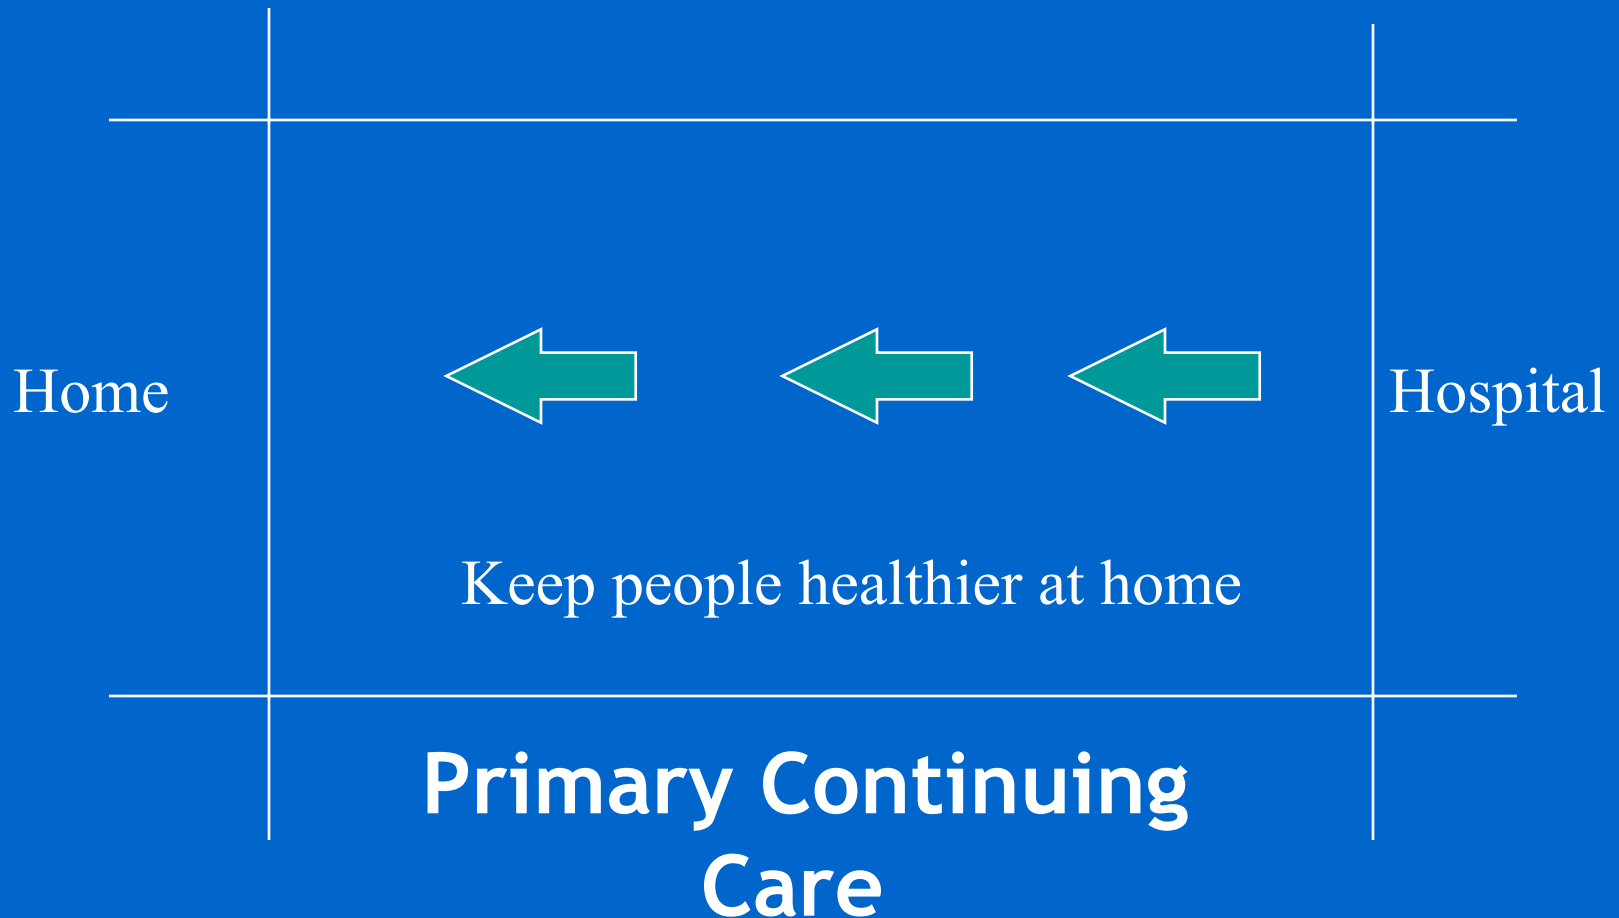 Home
Hospital
Keep people healthier at home
Primary Continuing
Care